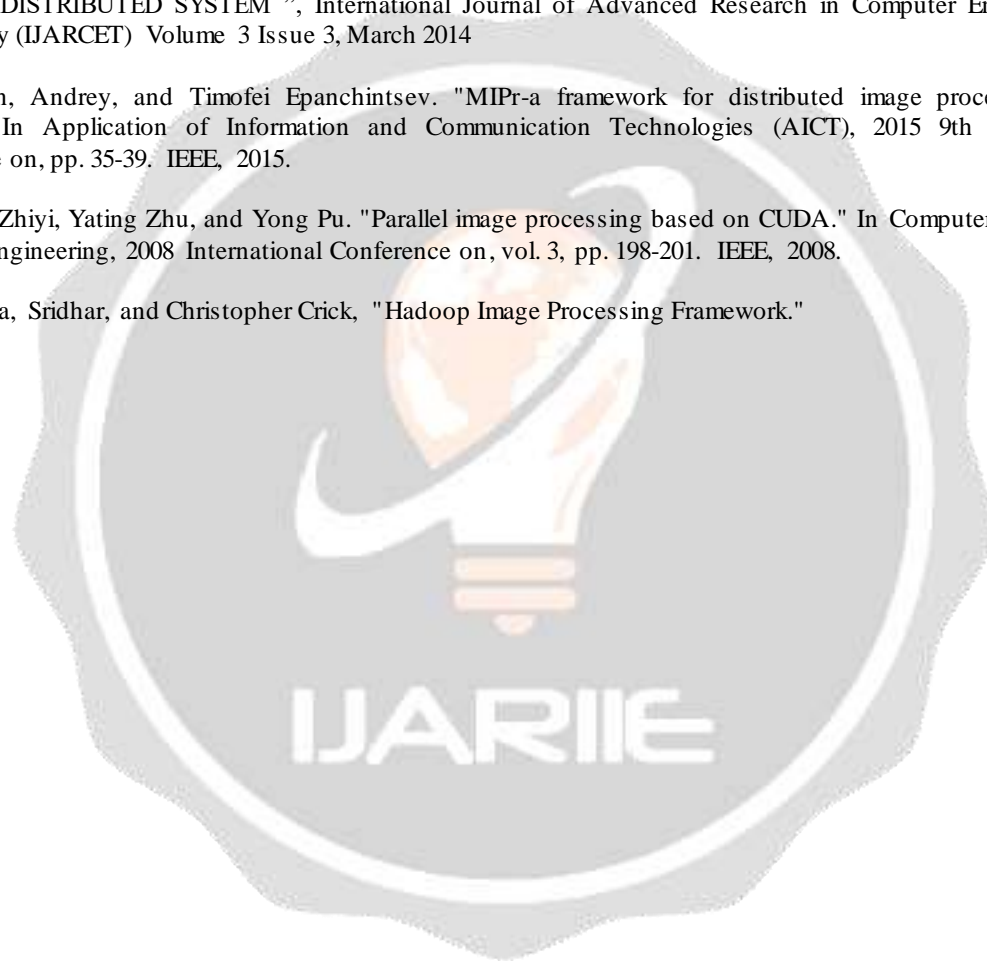 DISTRIBUTED SYSTEM ”, International Journal of Advanced Research in Computer En
y (IJARCET) Volume 3 Issue 3, March 2014
n, Andrey, and Timofei Epanchintsev. "MIPr-a framework for distributed image proce
In Application of Information and Communication Technologies (AICT), 2015 9th
e on, pp. 35-39. IEEE, 2015.
Zhiyi, Yating Zhu, and Yong Pu. "Parallel image processing based on CUDA." In Computer
ngineering, 2008 International Conference on, vol. 3, pp. 198-201. IEEE, 2008.
a, Sridhar, and Christopher Crick, "Hadoop Image Processing Framework."
IJARIIE